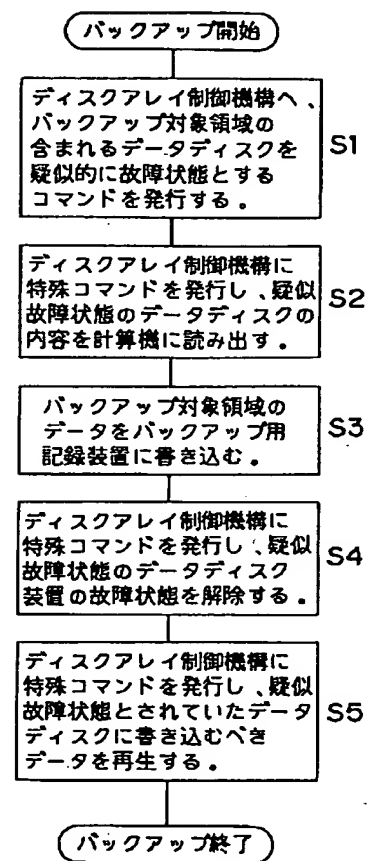 バックアップ開始
ディスクアレイ制御機構へ、
バックアップ対象領域の
含まれるデータディスクを
疑似的に故障状態とする
コマンドを発行する。
S1
ディスクアレイ制御機構に
特殊コマンドを発行し、疑似
故障状態のデータディスクの
内容を計算機に読み出す。
S2
バックアップ対象領域の
データをバックアップ用
記録装置に書き込む。
S3
ディスクアレイ制御機構に
特殊コマンドを発行し、疑似
故障状態のデータディスク
装置の故障状態を解除する。
S4
ディスクアレイ制御機構に
特殊コマンドを発行し、疑似
故障状態とされていたデータ
ディスクに書き込むべき
データを再生する。
S5
バックアップ終了